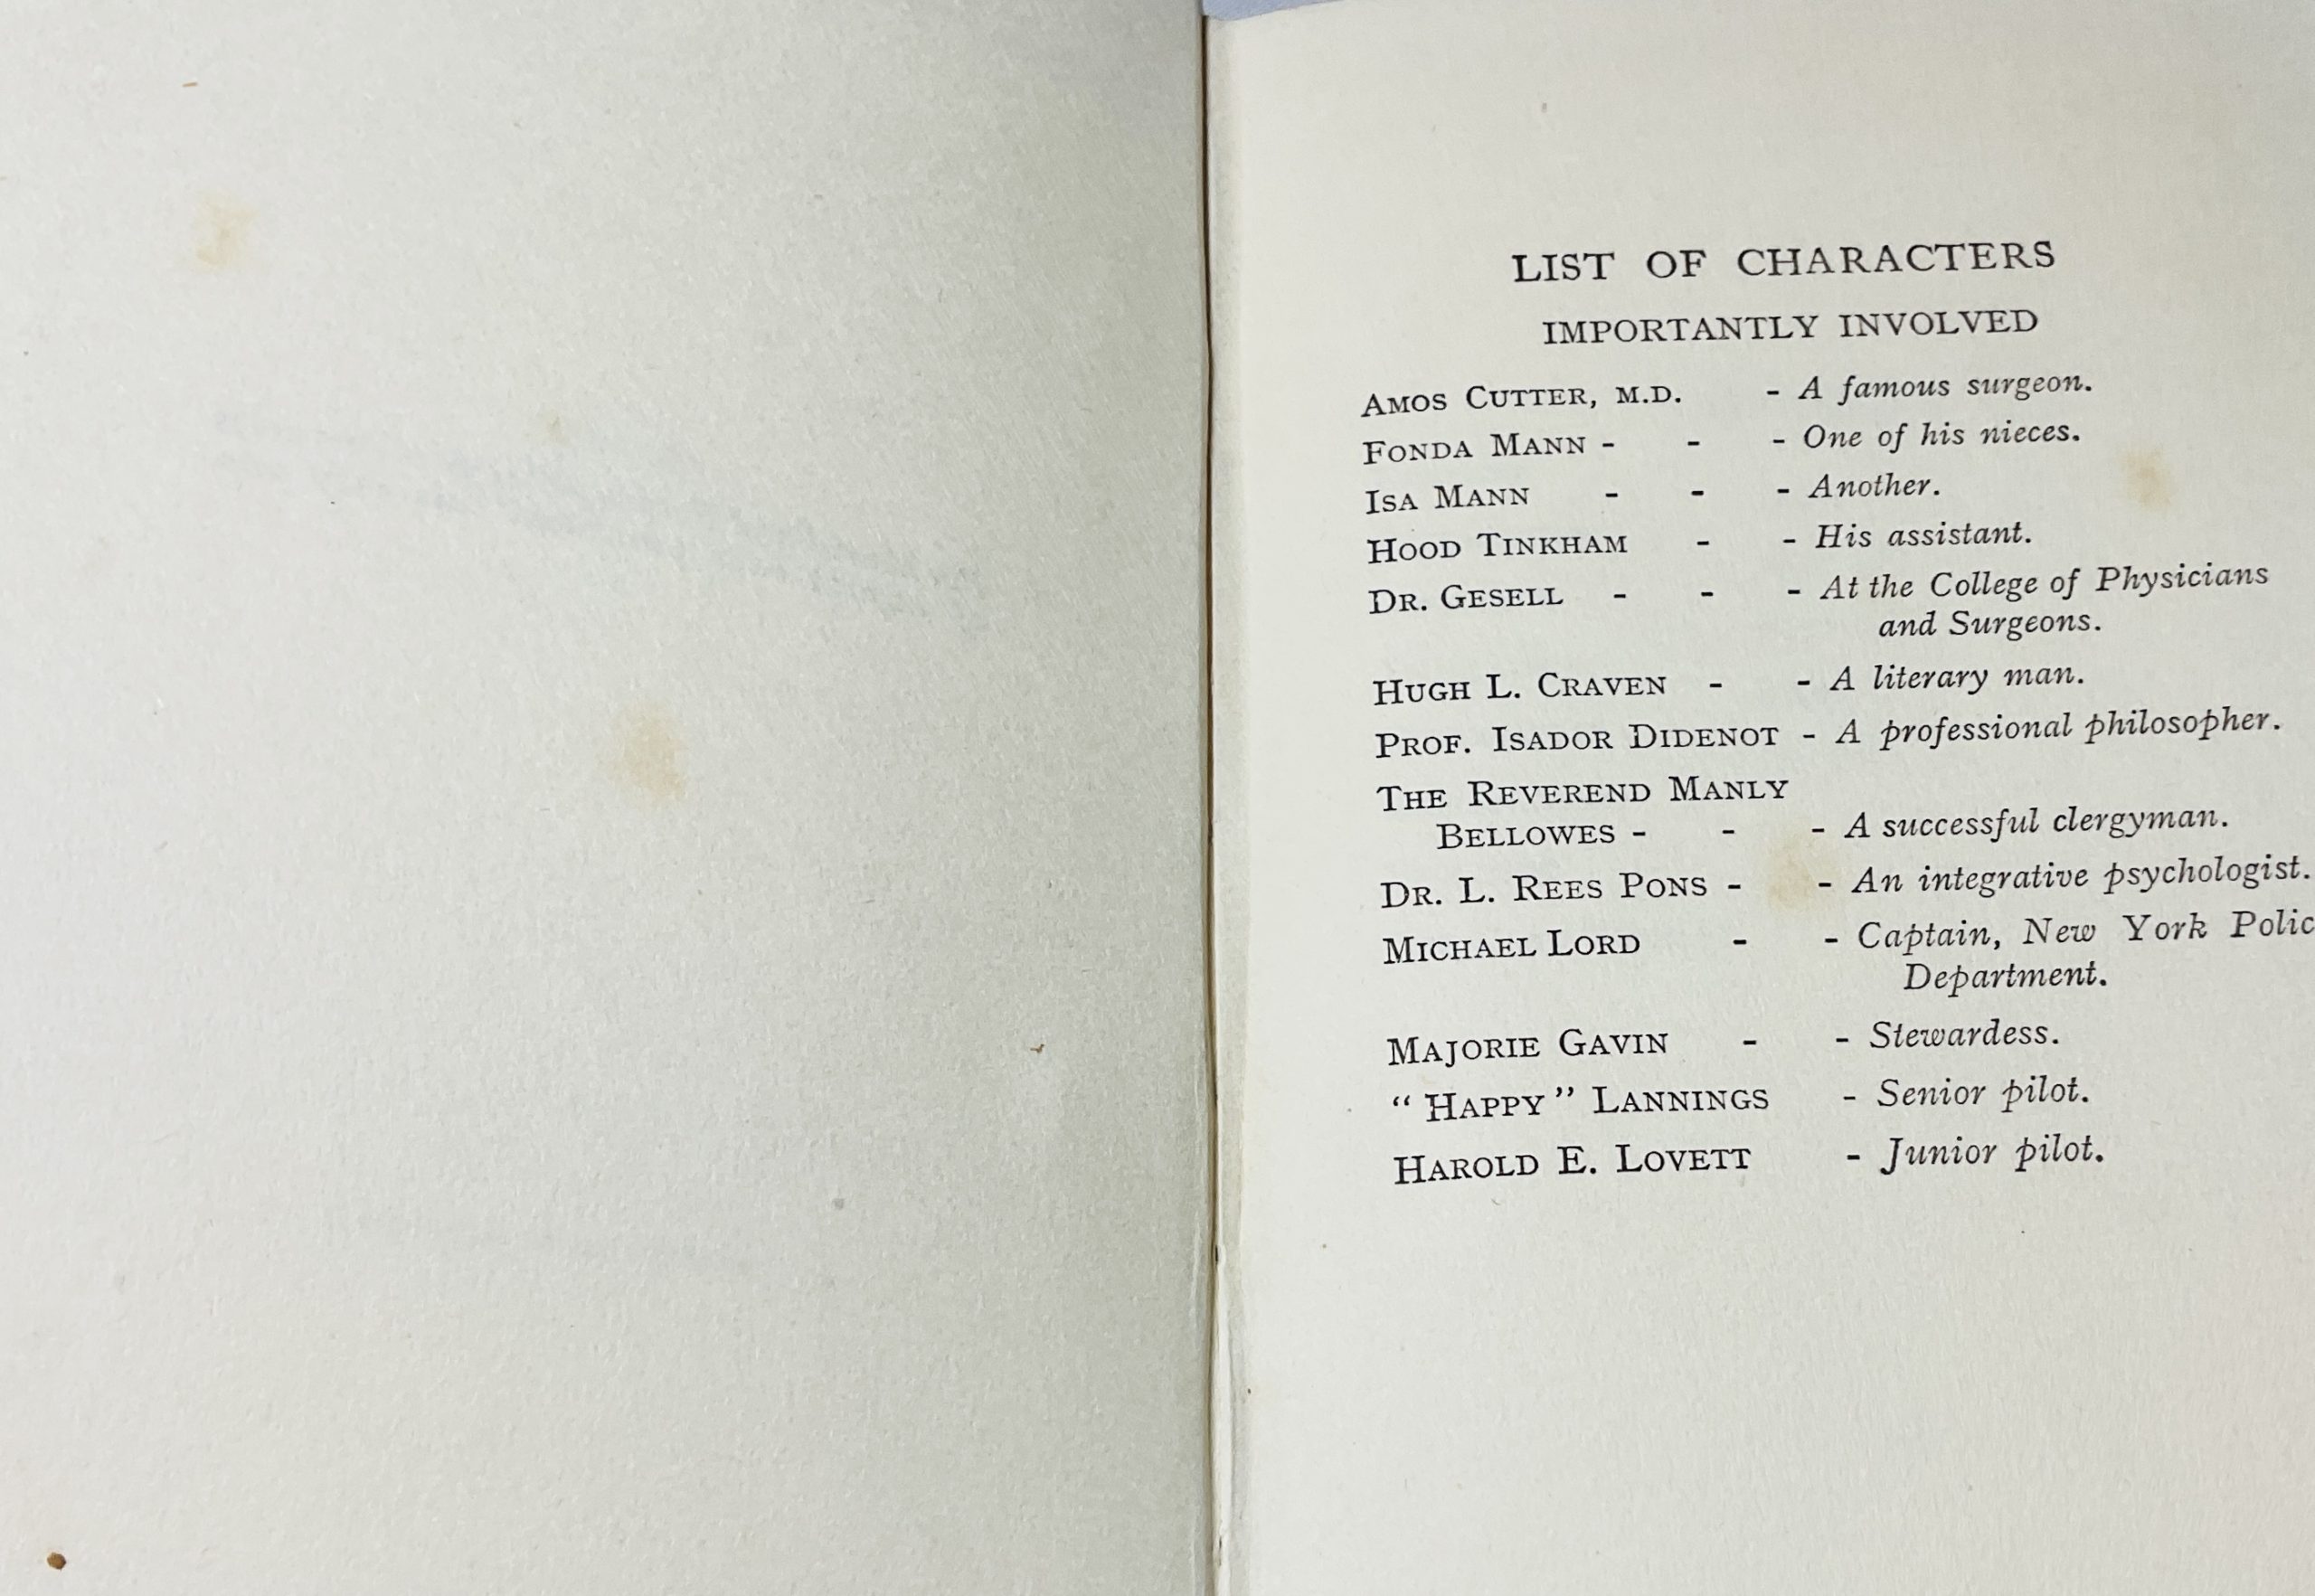 LIST OF CHARACTERS
IMPORTANTLY INVOLVED
AMOS CUTTER, M.D. - A famous surgeon.
FONDA MANN - - - One of his nieces.
ISA MANN - - - Another.
HOOD TINKHAM - - His assistant.
DR. GESELL - - - At the College of Physicians
and Surgeons.
HUGH L. CRAVEN - - A literary man.
PROF. ISADOR DIDENOT - A professional philosopher.
THE REVEREND MANLY
BELLOWES - - - A successful clergyman.
DR. L. REES PONS - - An integrative psychologist.
MICHAEL LORD - - Captain, New York Polic
Department.
MAJORIE GAVIN - - Stewardess.
“HAPPY” LANNINGS - Senior pilot.
HAROLD E. LOVETT - Junior pilot.